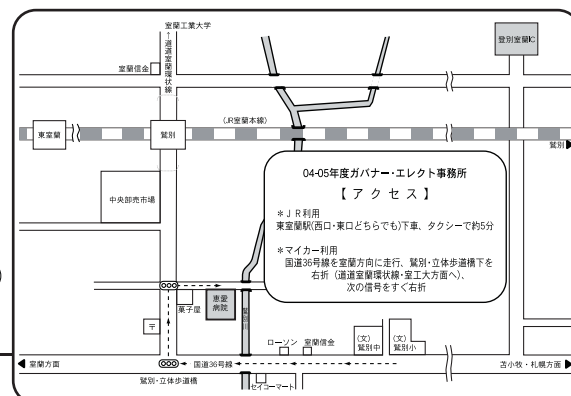 室蘭工業大学
←道道室蘭環状線
室蘭信金
登別室蘭IC
(JR室蘭本線)
東室蘭
鷲別
鷲別
中央卸売市場
04-05年度ガバナー・エレクト事務所
【アクセス】
＊ＪＲ利用
東室蘭駅(西口・東口どちらでも)下車、タクシーで約5分
＊マイカー利用
国道36号線を室蘭方向に走行、鷲別・立体歩道橋下を
右折（道道室蘭環状線・室工大方面へ)、
次の信号をすぐ右折
菓子屋
恵愛
病院
鷲別川
〒
ローソン
室蘭信金
(文)
鷲別中
(文)
鷲別小
室蘭方面
国道36号線
苫小牧・札幌方面
鷲別・立体歩道橋
セイコーマート